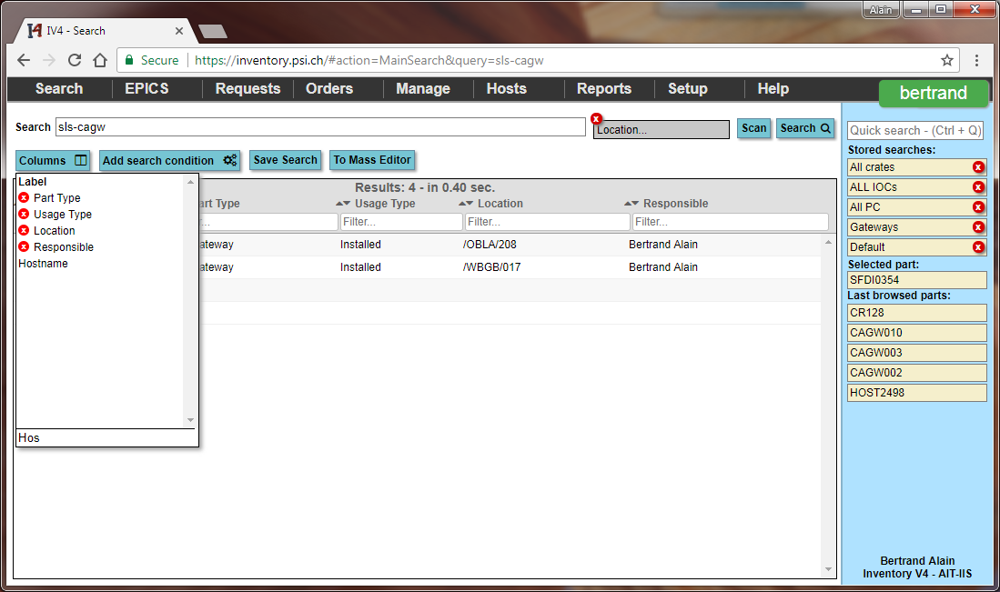 Alain
IV4 - Search
Secure
https://inventory.psi.ch/#action=MainSearch&query=sls-cagw
Search EPICS Requests Orders Manage Hosts Reports Setup Help
bertrand
Search sls-cagw Location... Scan Search
Columns Add search condition Save Search To Mass Editor
Label
Part Type
Usage Type
Location
Responsible
Hostname
Hos
Results: 4 - in 0.40 sec.
art Type Usage Type Location Responsible
... Filter... Filter... Filter...
ateway Installed /OBLA/208 Bertrand Alain
ateway Installed /WBGB/017 Bertrand Alain
Quick search - (Ctrl + Q)
Stored searches:
All crates
ALL IOCs
All PC
Gateways
Default
Selected part:
SFDI0354
Last browsed parts:
CR128
CAGW010
CAGW003
CAGW002
HOST2498
Bertrand Alain
Inventory V4 - AIT-IIS